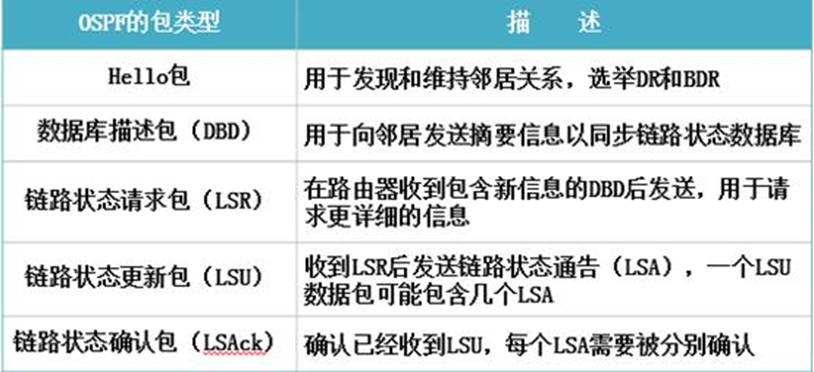 OSPF的包类型
描 述
Hello包
用于发现和维持邻居关系，选举DR和BDR
数据库描述包（DBD）
用于向邻居发送摘要信息以同步链路状态数据库
链路状态请求包（LSR）
在路由器收到包含新信息的DBD后发送，用于请
求更详细的信息
链路状态更新包（LSU）
收到LSR后发送链路状态通告（LSA），一个LSU
数据包可能包含几个LSA
链路状态确认包（LSAck）
确认已经收到LSU，每个LSA需要被分别确认